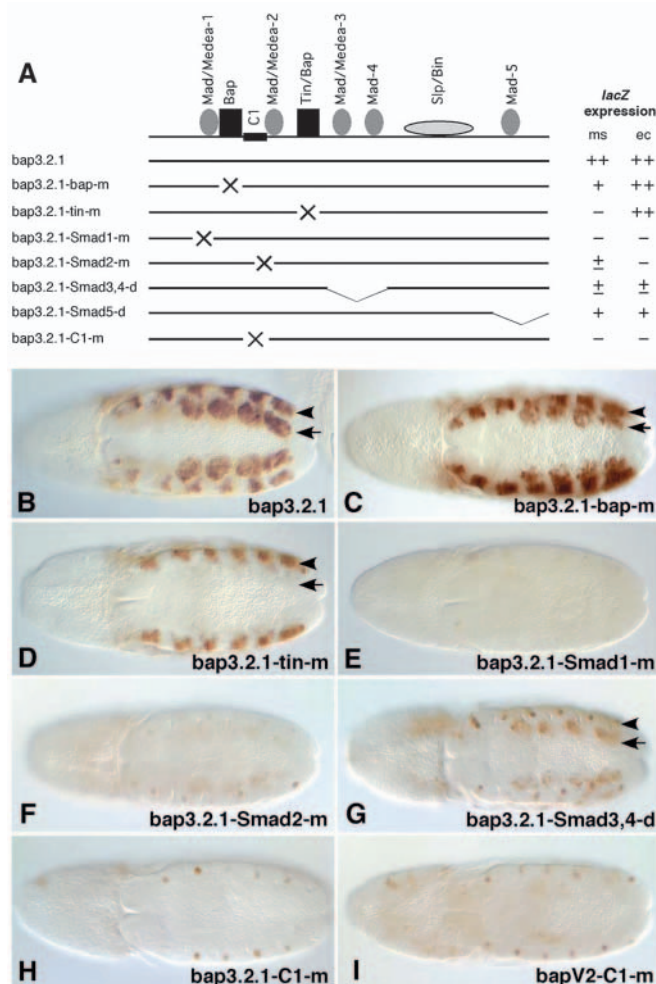 A
Mad/Medea-1
Bap
C1
Mad/Medea-2
Tin/Bap
Mad/Medea-3
Mad-4
Slp/Bin
Mad-5
lacZ
expression
ms ec
bap3.2.1 ++ ++
bap3.2.1-bap-m + ++
bap3.2.1-tin-m – ++
bap3.2.1-Smad1-m – –
bap3.2.1-Smad2-m ± –
bap3.2.1-Smad3,4-d ± ±
bap3.2.1-Smad5-d + +
bap3.2.1-C1-m – –
B bap3.2.1
C bap3.2.1-bap-m
D bap3.2.1-tin-m
E bap3.2.1-Smad1-m
F bap3.2.1-Smad2-m
G bap3.2.1-Smad3,4-d
H bap3.2.1-C1-m
I bapV2-C1-m